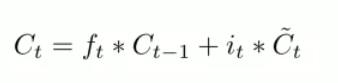 C_t = f_t * C_{t-1} + i_t * \tilde{C}_t